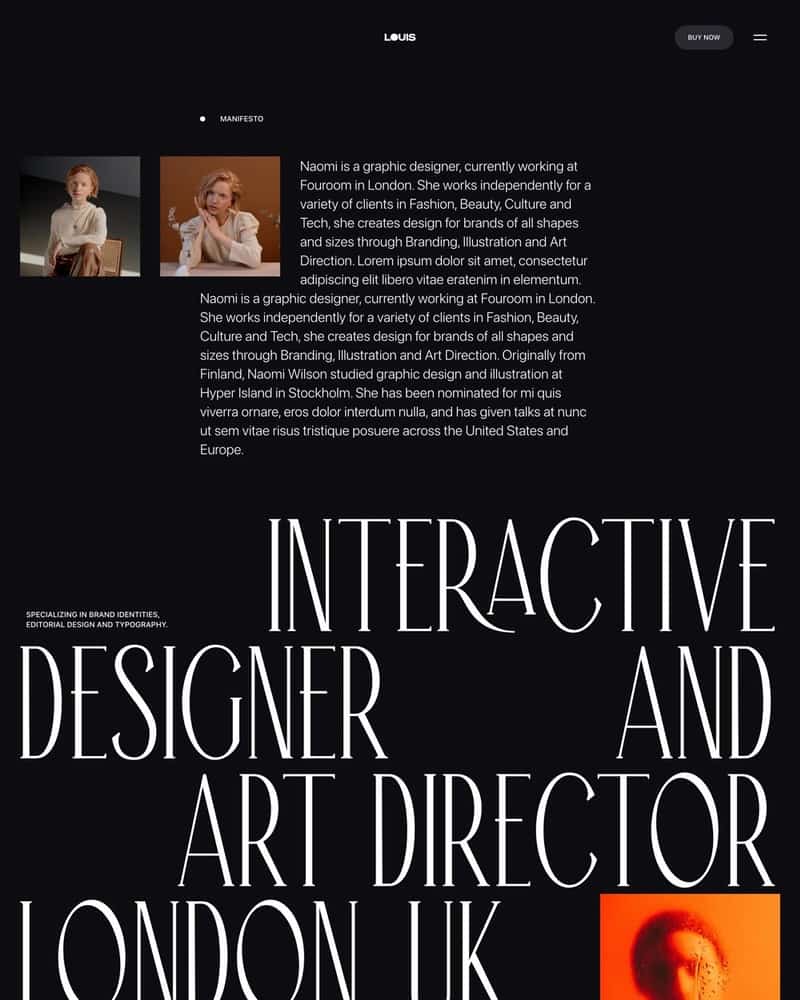 LOUIS
BUY NOW
MANIFESTO
Naomi is a graphic designer, currently working at
Fouroom in London. She works independently for a
variety of clients in Fashion, Beauty, Culture and
Tech, she creates design for brands of all shapes
and sizes through Branding, Illustration and Art
Direction. Lorem ipsum dolor sit amet, consectetur
adipiscing elit libero vitae eratenim in elementum.
Naomi is a graphic designer, currently working at Fouroom in London.
She works independently for a variety of clients in Fashion, Beauty,
Culture and Tech, she creates design for brands of all shapes and
sizes through Branding, Illustration and Art Direction. Originally from
Finland, Naomi Wilson studied graphic design and illustration at
Hyper Island in Stockholm. She has been nominated for mi quis
viverra ornare, eros dolor interdum nulla, and has given talks at nunc
ut sem vitae risus tristique posuere across the United States and
Europe.
INTERACTIVE
SPECIALIZING IN BRAND IDENTITIES,
EDITORIAL DESIGN AND TYPOGRAPHY.
DESIGNER AND
ART DIRECTOR
LONDON UK